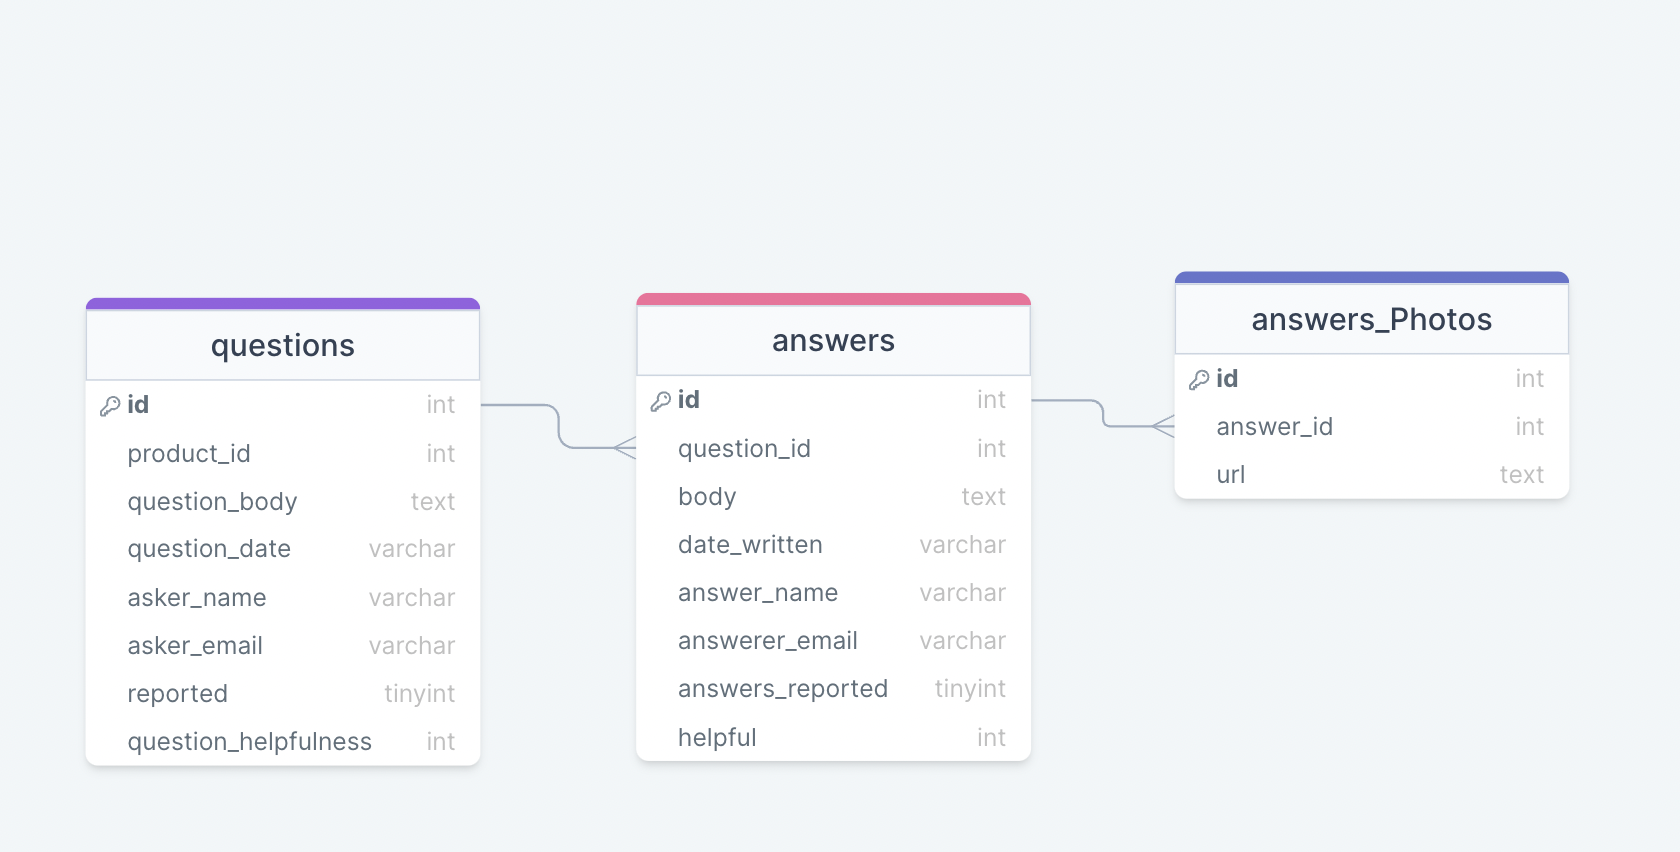 questions
id int
product_id int
question_body text
question_date varchar
asker_name varchar
asker_email varchar
reported tinyint
question_helpfulness int
answers
id int
question_id int
body text
date_written varchar
answer_name varchar
answerer_email varchar
answers_reported tinyint
helpful int
answers_Photos
id int
answer_id int
url text